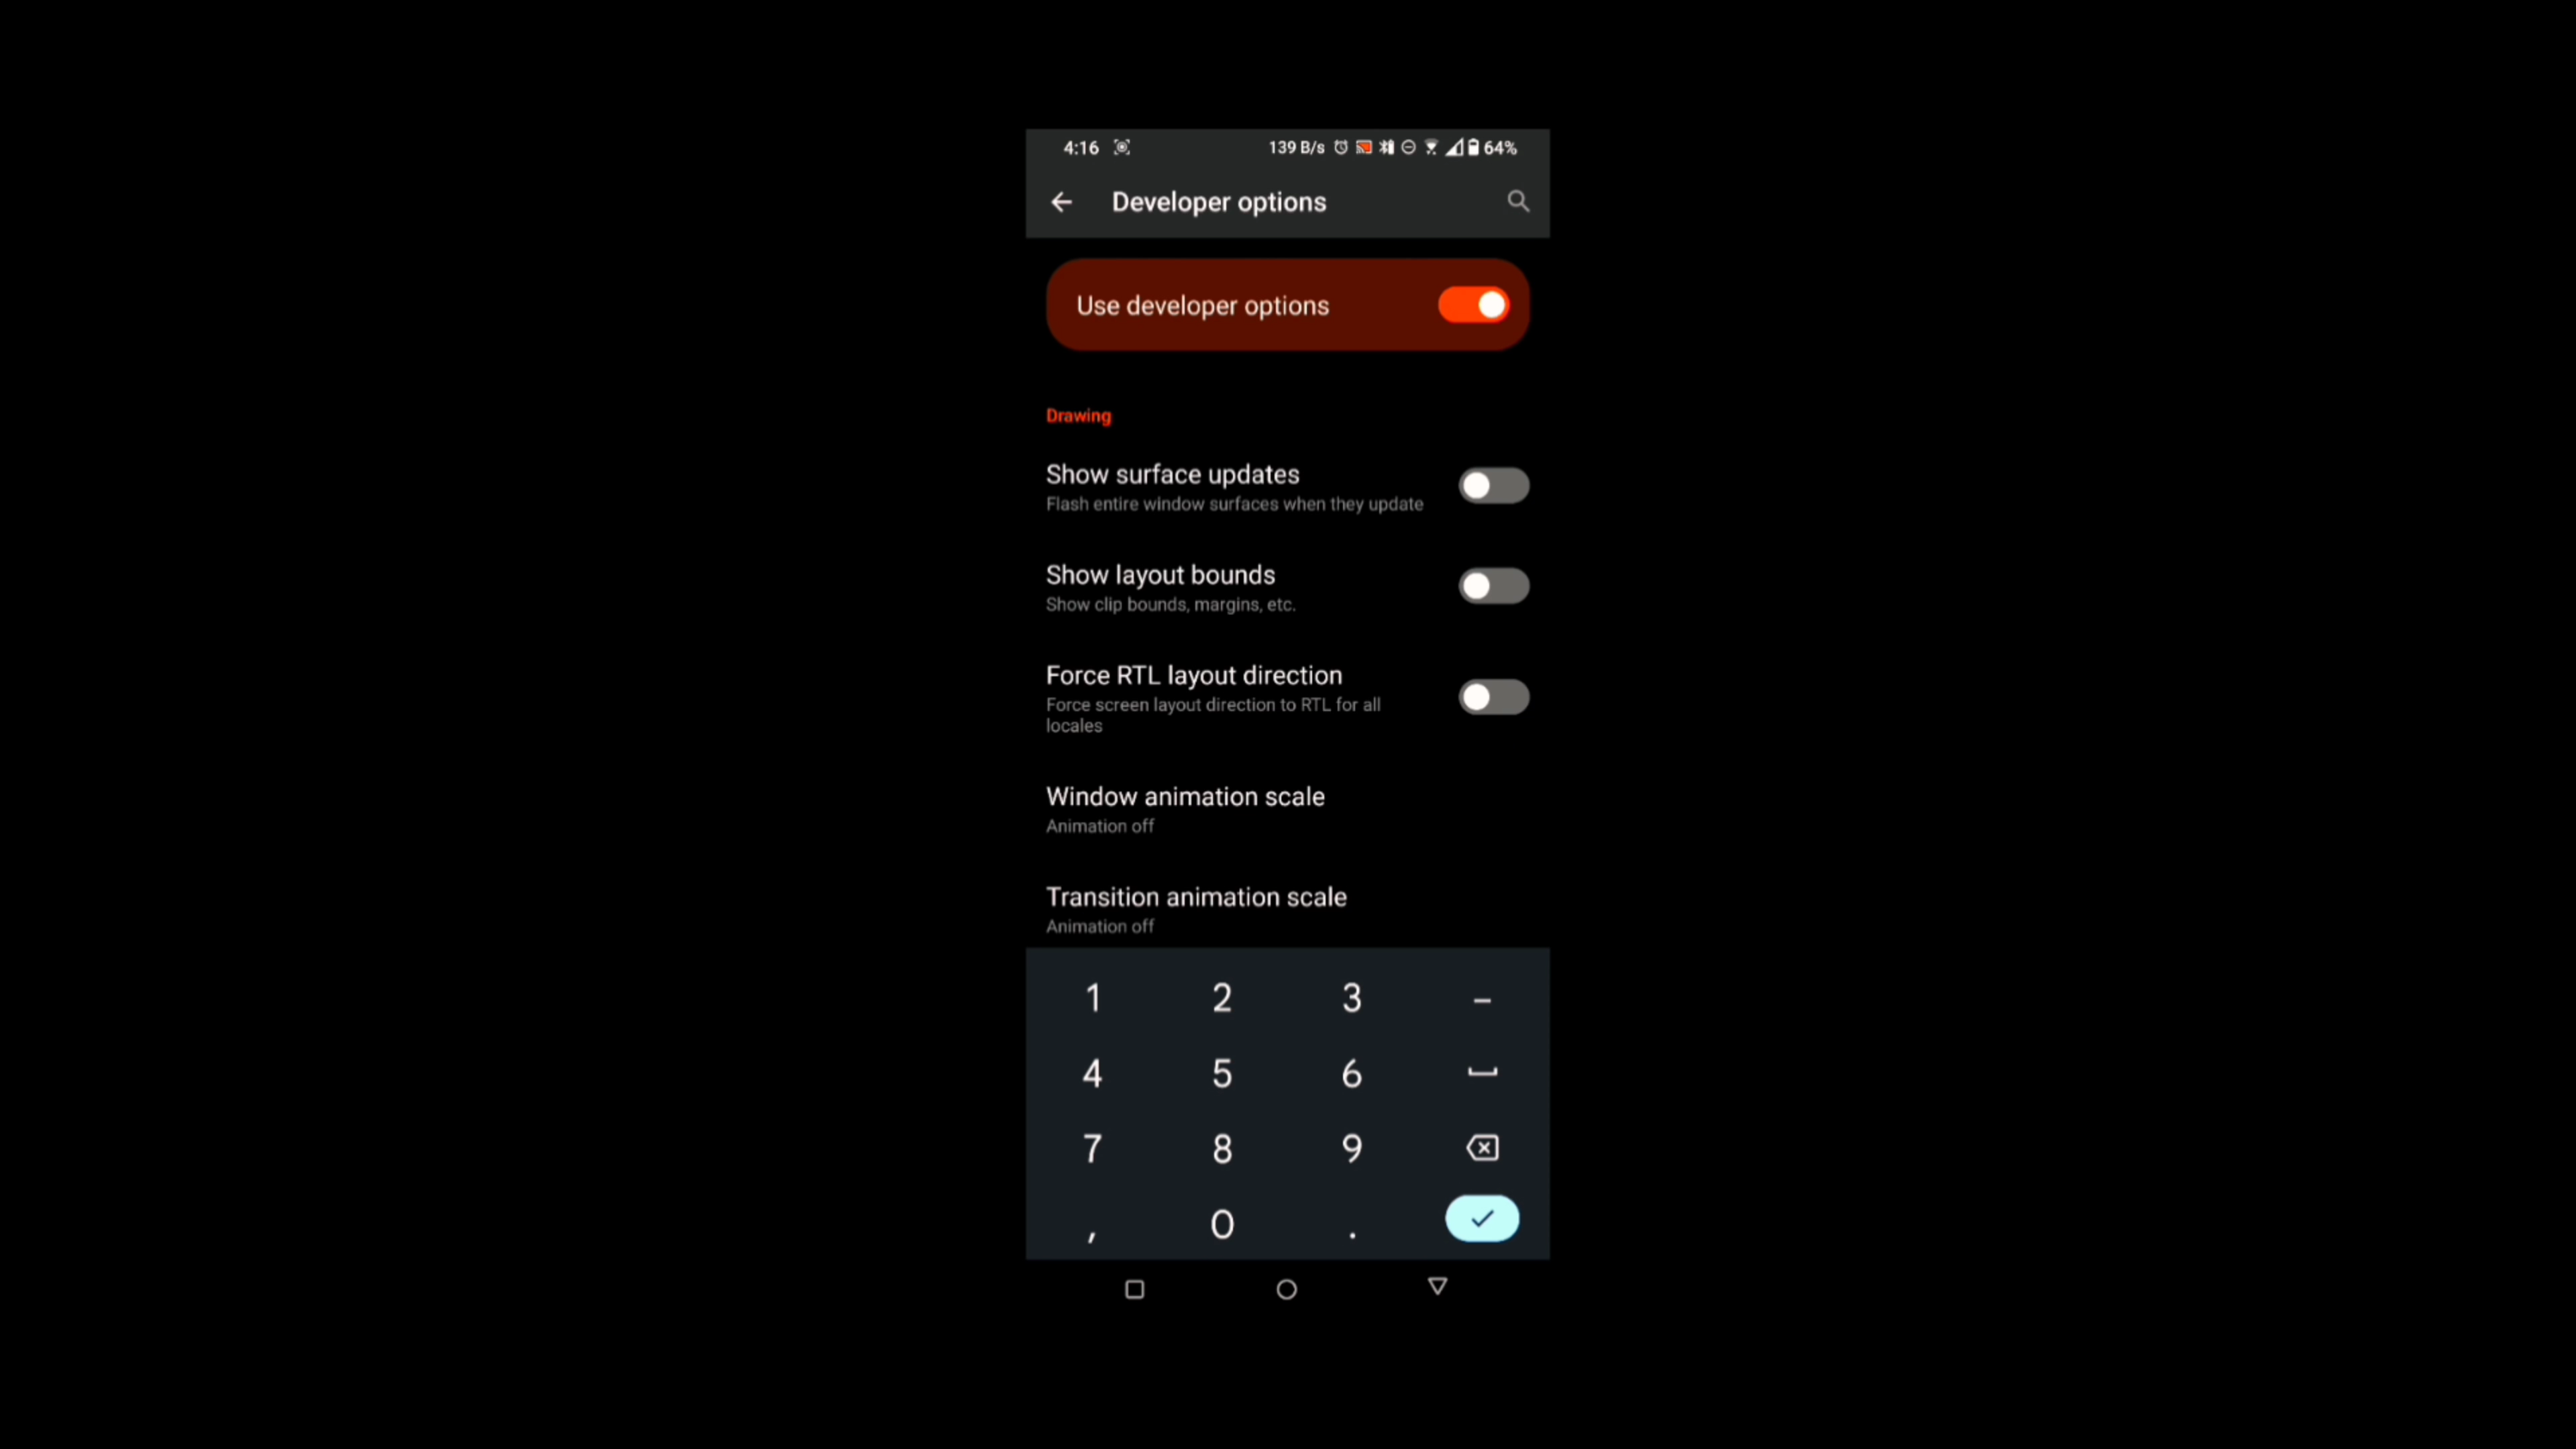 4:16 139 B/s 64%
Developer options
Use developer options
Drawing
Show surface updates
Flash entire window surfaces when they update
Show layout bounds
Show clip bounds, margins, etc.
Force RTL layout direction
Force screen layout direction to RTL for all
locales
Window animation scale
Animation off
Transition animation scale
Animation off
1 2 3 –
4 5 6
7 8 9
, 0 .